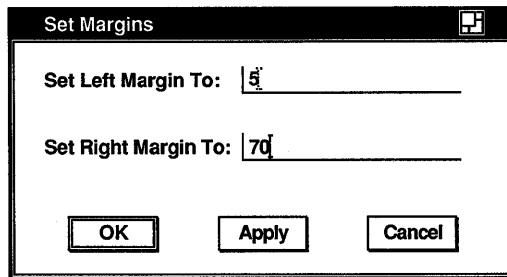 Set Margins
Set Left Margin To: 5
Set Right Margin To: 70
OK Apply Cancel